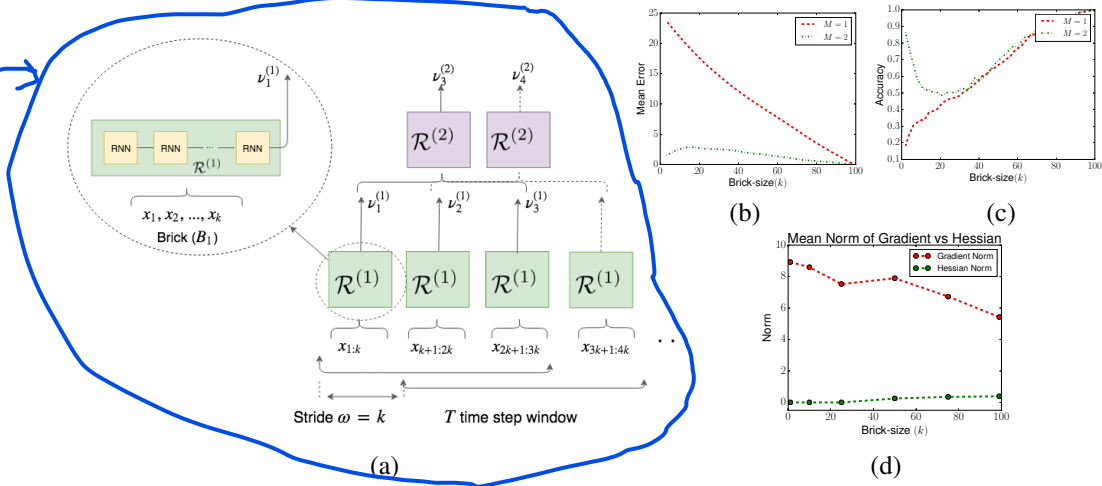 ν₁⁽¹⁾
RNN RNN ... RNN
R⁽¹⁾
x₁, x₂, ..., xₖ
Brick (B₁)
ν₃⁽²⁾ ν₄⁽²⁾
R⁽²⁾ R⁽²⁾
ν₁⁽¹⁾ ν₂⁽¹⁾ ν₃⁽¹⁾
R⁽¹⁾ R⁽¹⁾ R⁽¹⁾ R⁽¹⁾
x₁:ₖ xₖ₊₁:₂ₖ x₂ₖ₊₁:₃ₖ x₃ₖ₊₁:₄ₖ . .
Stride ω = k T time step window
(a)
25
20
15
10
5
0
Mean Error
M = 1
M = 2
0 20 40 60 80 100
Brick-size(k)
(b)
1.0
0.9
0.8
0.7
0.6
0.5
0.4
0.3
0.2
0.1
Accuracy
M = 1
M = 2
0 20 40 60 80 100
Brick-size(k)
(c)
Mean Norm of Gradient vs Hessian
10
8
6
4
2
0
Norm
Gradient Norm
Hessian Norm
0 20 40 60 80 100
Brick-size (k)
(d)